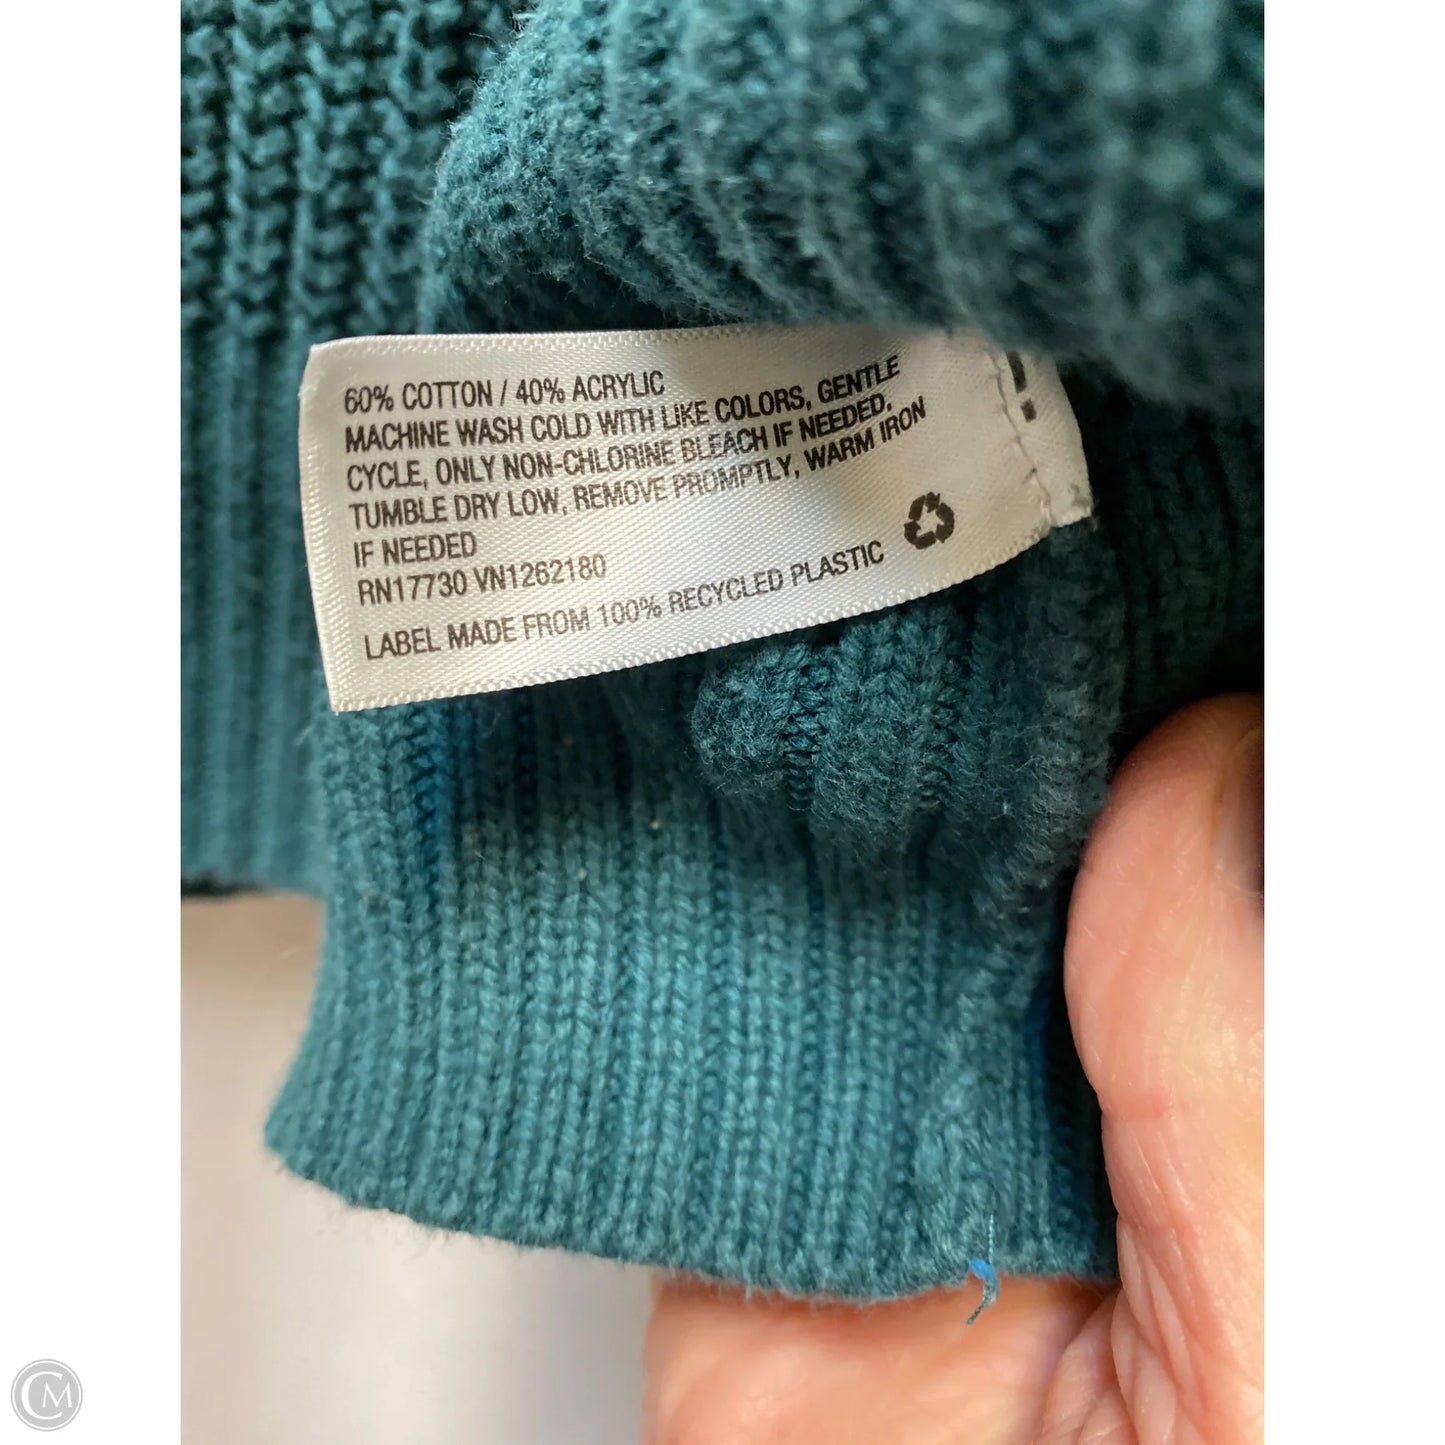 60% COTTON / 40% ACRYLIC
MACHINE WASH COLD WITH LIKE COLORS, GENTLE
CYCLE, ONLY NON-CHLORINE BLEACH IF NEEDED,
TUMBLE DRY LOW, REMOVE PROMPTLY, WARM IRON
IF NEEDED
RN17730 VN1262180
LABEL MADE FROM 100% RECYCLED PLASTIC
CM